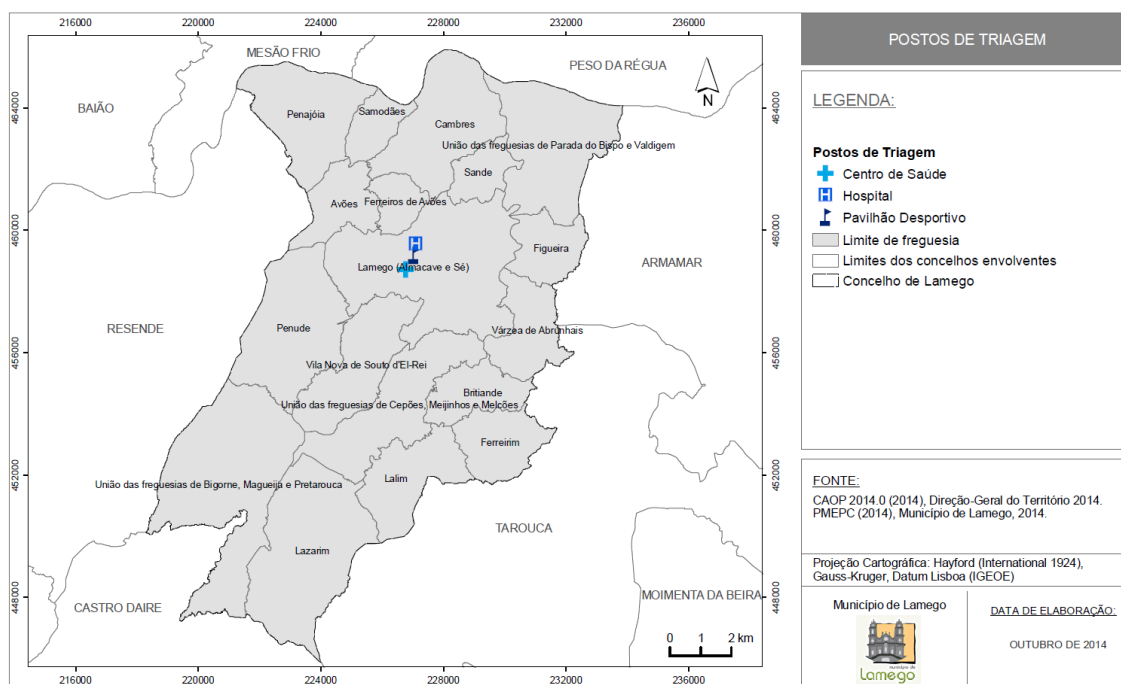 216000 220000 224000 228000 232000 236000
POSTOS DE TRIAGEM
MESÃO FRIO
PESO DA RÉGUA
464000
464000
BAIÃO
N
Penajóia
Samodães
Cambres
União das freguesias de Parada do Bispo e Valdigem
Sande
Avões
Ferreiros de Avões
460000
460000
H
Figueira
Lamego (Almacave e Sé)
ARMAMAR
RESENDE
Penude
Várzea de Abrunhais
456000
456000
Vila Nova de Souto d'El-Rei
Britiande
União das freguesias de Cepões, Meijinhos e Melcões
Ferreirim
452000
452000
Lalim
União das freguesias de Bigorne, Magueija e Pretarouca
TAROUCA
Lazarim
448000
448000
MOIMENTA DA BEIRA
CASTRO DAIRE
0 1 2 km
216000 220000 224000 228000 232000 236000
LEGENDA:
Postos de Triagem
Centro de Saúde
H Hospital
Pavilhão Desportivo
Limite de freguesia
Limites dos concelhos envolventes
Concelho de Lamego
FONTE:
CAOP 2014.0 (2014), Direção-Geral do Território 2014.
PMEPC (2014), Município de Lamego, 2014.
Projeção Cartográfica: Hayford (International 1924),
Gauss-Kruger, Datum Lisboa (IGEOE)
Município de Lamego
município de
Lamego
DATA DE ELABORAÇÃO:
OUTUBRO DE 2014